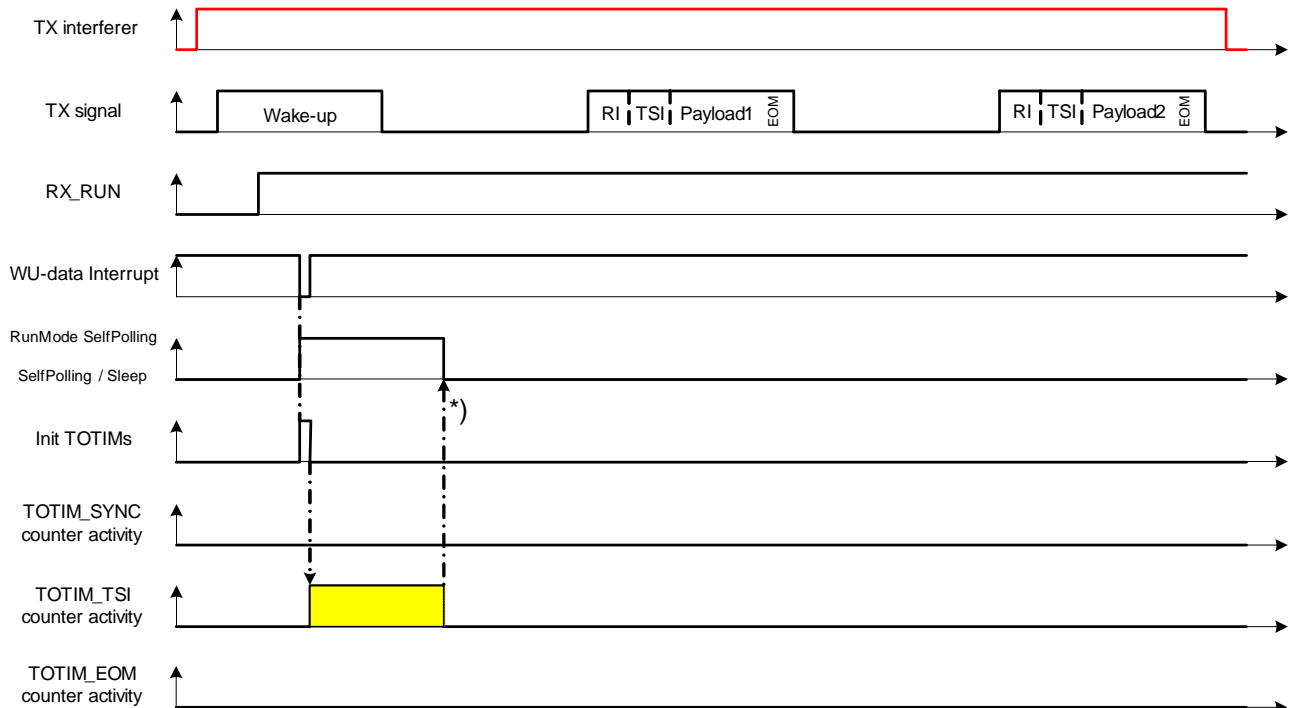 TX interferer
TX signal
Wake-up
RI TSI Payload1 EOM
RI TSI Payload2 EOM
RX_RUN
WU-data Interrupt
RunMode SelfPolling
SelfPolling / Sleep
*)
Init TOTIMs
TOTIM_SYNC
counter activity
TOTIM_TSI
counter activity
TOTIM_EOM
counter activity